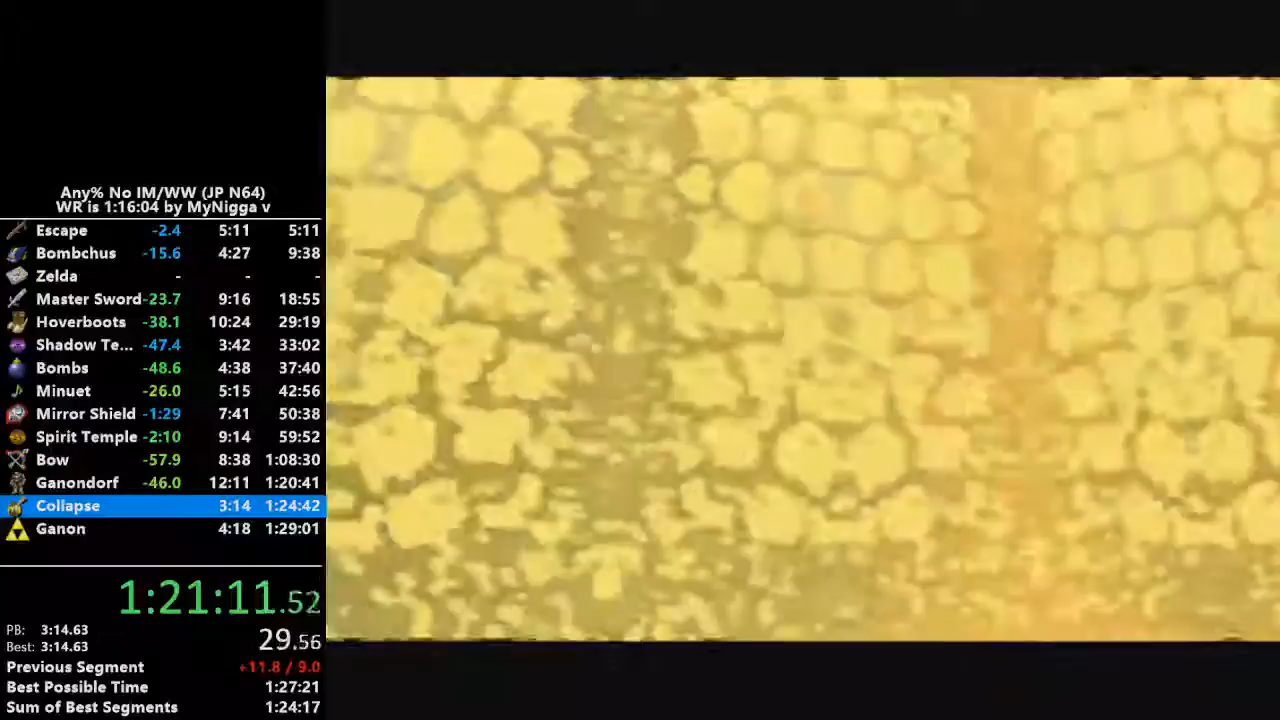 Any% No IM/WW (JP N64)
WR is 1:16:04 by MyNigga v
Escape -2.4 5:11 5:11
Bombchus -15.6 4:27 9:38
Zelda - - -
Master Sword -23.7 9:16 18:55
Hoverboots -38.1 10:24 29:19
Shadow Te... -47.4 3:42 33:02
Bombs -48.6 4:38 37:40
Minuet -26.0 5:15 42:56
Mirror Shield -1:29 7:41 50:38
Spirit Temple -2:10 9:14 59:52
Bow -57.9 8:38 1:08:30
Ganondorf -46.0 12:11 1:20:41
Collapse 3:14 1:24:42
Ganon 4:18 1:29:01
1:21:11.52
PB: 3:14.63
Best: 3:14.63
29.56
Previous Segment +11.8 / 9.0
Best Possible Time 1:27:21
Sum of Best Segments 1:24:17